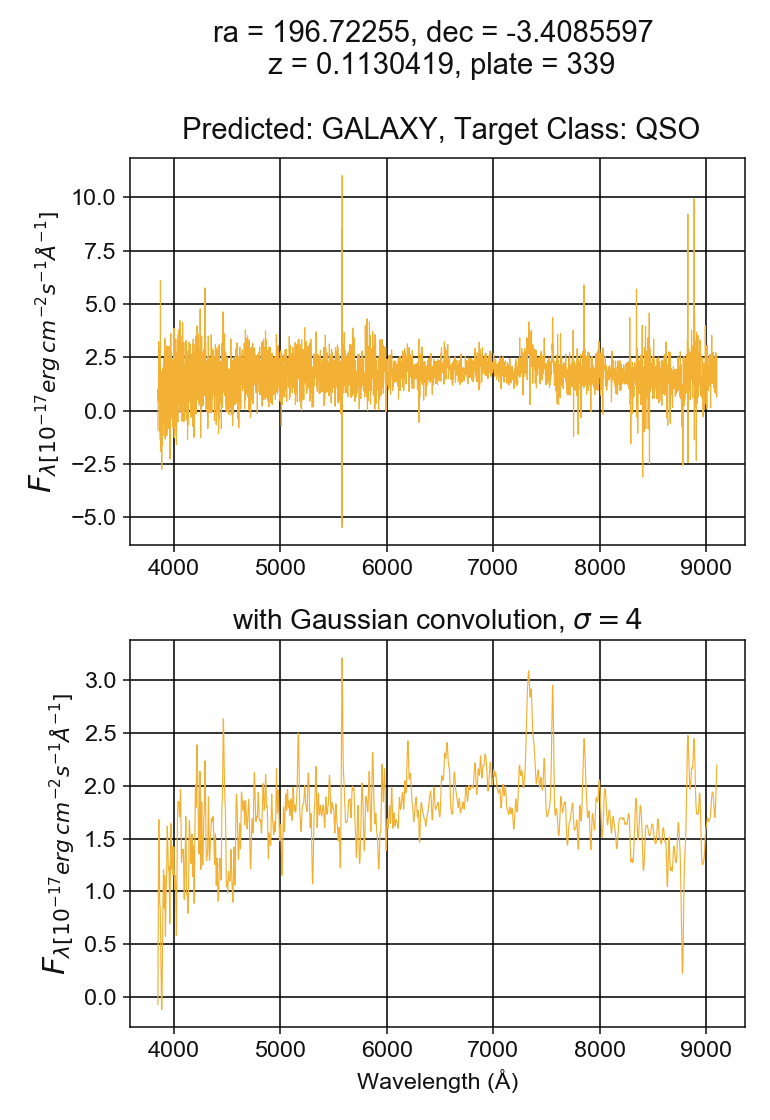 ra = 196.72255, dec = -3.4085597
z = 0.1130419, plate = 339
Predicted: GALAXY, Target Class: QSO
10.0
7.5
5.0
2.5
0.0
−2.5
−5.0
F_λ[10^{−17} erg cm^{−2} s^{−1} Å^{−1}]
4000 5000 6000 7000 8000 9000
with Gaussian convolution, σ = 4
3.0
2.5
2.0
1.5
1.0
0.5
0.0
F_λ[10^{−17} erg cm^{−2} s^{−1} Å^{−1}]
4000 5000 6000 7000 8000 9000
Wavelength (Å)